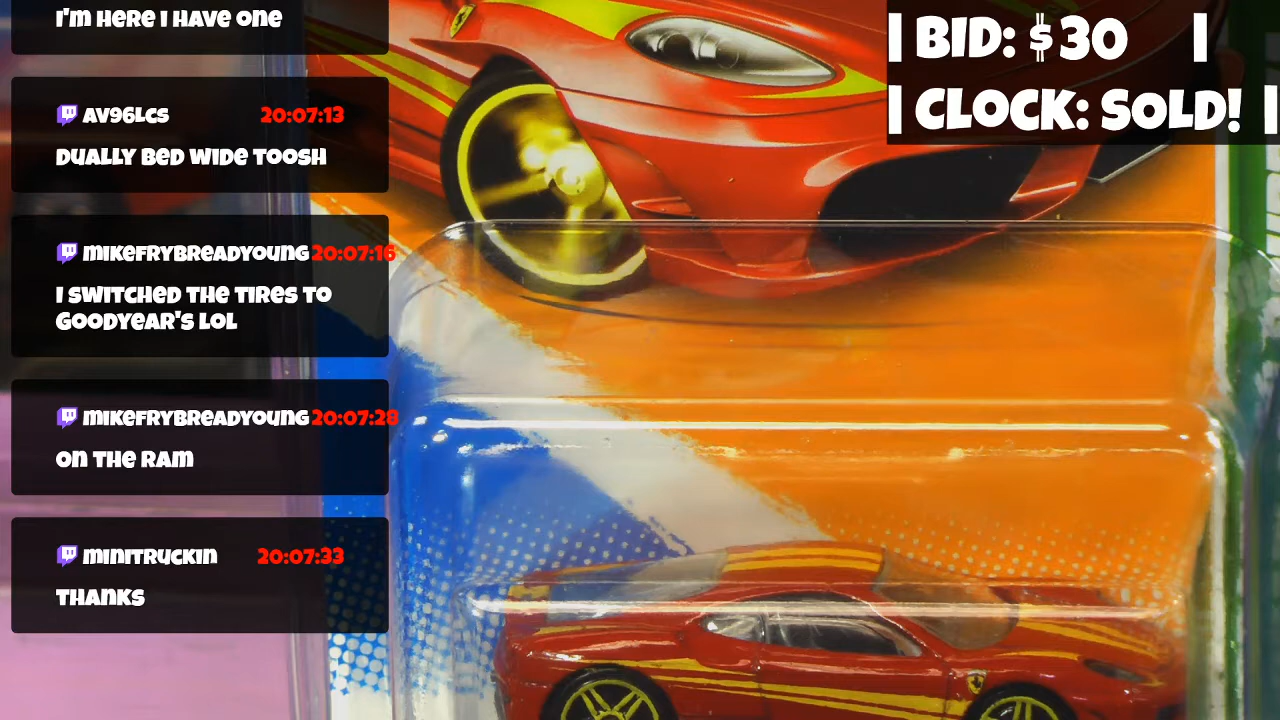 I'm here I have one
AV96LCS 20:07:13
Dually bed wide toosh
mikefrybreadyoung 20:07:16
I switched the tires to
Goodyear's lol
mikefrybreadyoung 20:07:28
On the Ram
minitruckin 20:07:33
Thanks
| BID: $30 |
| CLOCK: SOLD! |